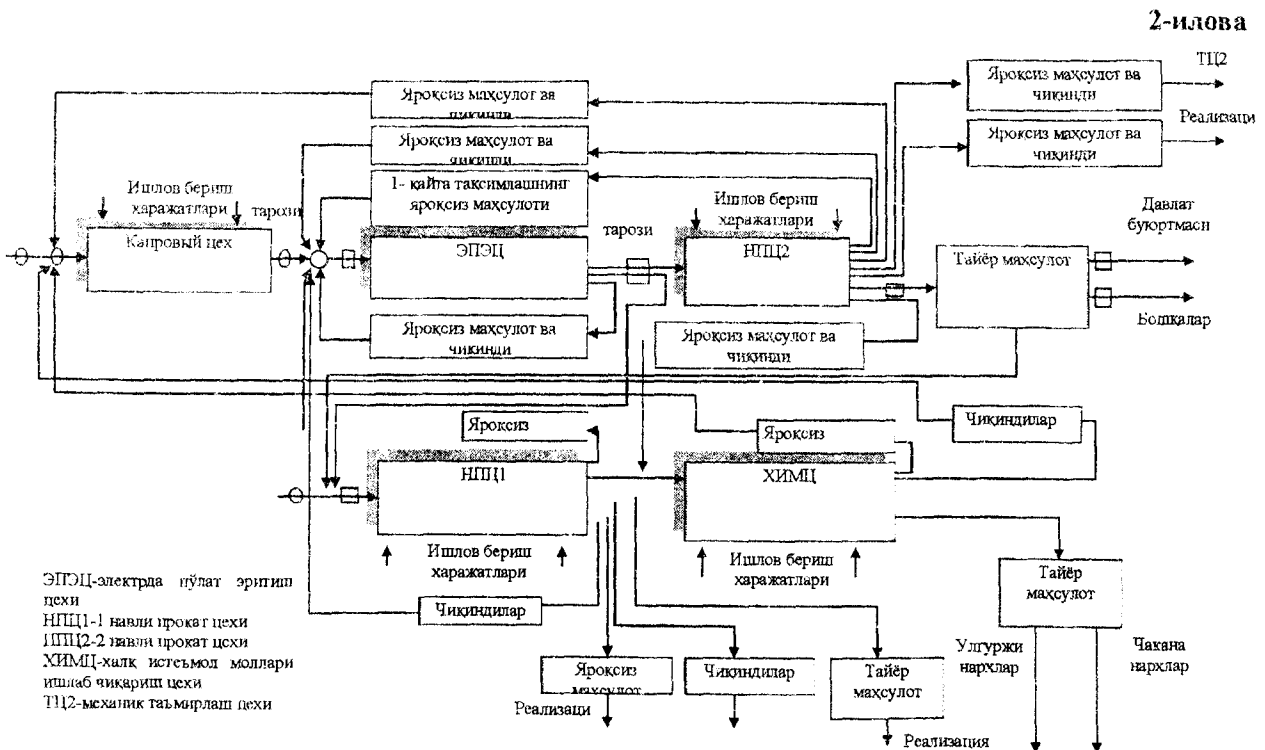 2-илова
ТЦ2
Яроқсиз маҳсулот ва
чиқинди
Яроқсиз маҳсулот ва
чиқинди
Реализаци
Яроқсиз маҳсулот ва
чиқинди
Яроқсиз маҳсулот ва
чиқинди
1- қайта тақсимлашнинг
яроқсиз маҳсулоти
Ишлов бериш
харажатлари
тарози
Ишлов бериш
харажатлари
Давлат
буюртмаси
Капровый цех
ЭПЭЦ
тарози
НПЦ2
Тайёр маҳсулот
Яроқсиз маҳсулот ва
чиқинди
Яроқсиз маҳсулот ва
чиқинди
Бошқалар
Яроқсиз
Яроқсиз
Чиқиндилар
НПЦ1
ХИМЦ
Ишлов бериш
харажатлари
Ишлов бериш
харажатлари
Тайёр
маҳсулот
Чиқиндилар
Улгуржи
нархлар
Чакана
нархлар
Яроқсиз
маҳсулот
Чиқиндилар
Тайёр
маҳсулот
Реализаци
Реализация
ЭПЭЦ-электрда пўлат эритиш
цехи
НПЦ1-1 навли прокат цехи
НПЦ2-2 навли прокат цехи
ХИМЦ-халқ истеъмол моллари
ишлаб чиқариш цехи
ТЦ2-механик таъмирлаш цехи